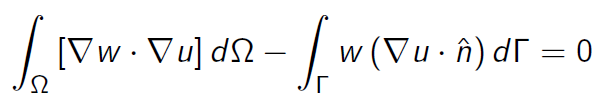 ∫_Ω [∇w · ∇u] dΩ − ∫_Γ w (∇u · n̂) dΓ = 0